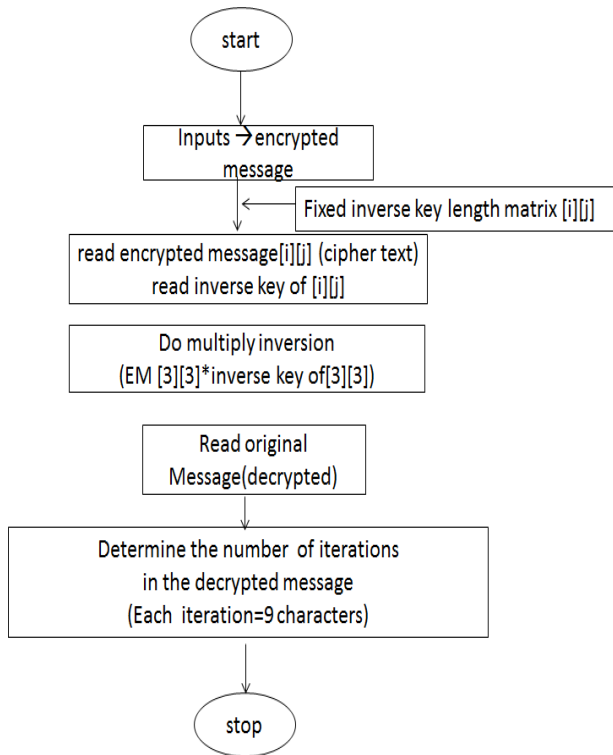 start
Inputs →encrypted
message
Fixed inverse key length matrix [i][j]
read encrypted message[i][j] (cipher text)
read inverse key of [i][j]
Do multiply inversion
(EM [3][3]*inverse key of[3][3])
Read original
Message(decrypted)
Determine the number of iterations
in the decrypted message
(Each iteration=9 characters)
stop